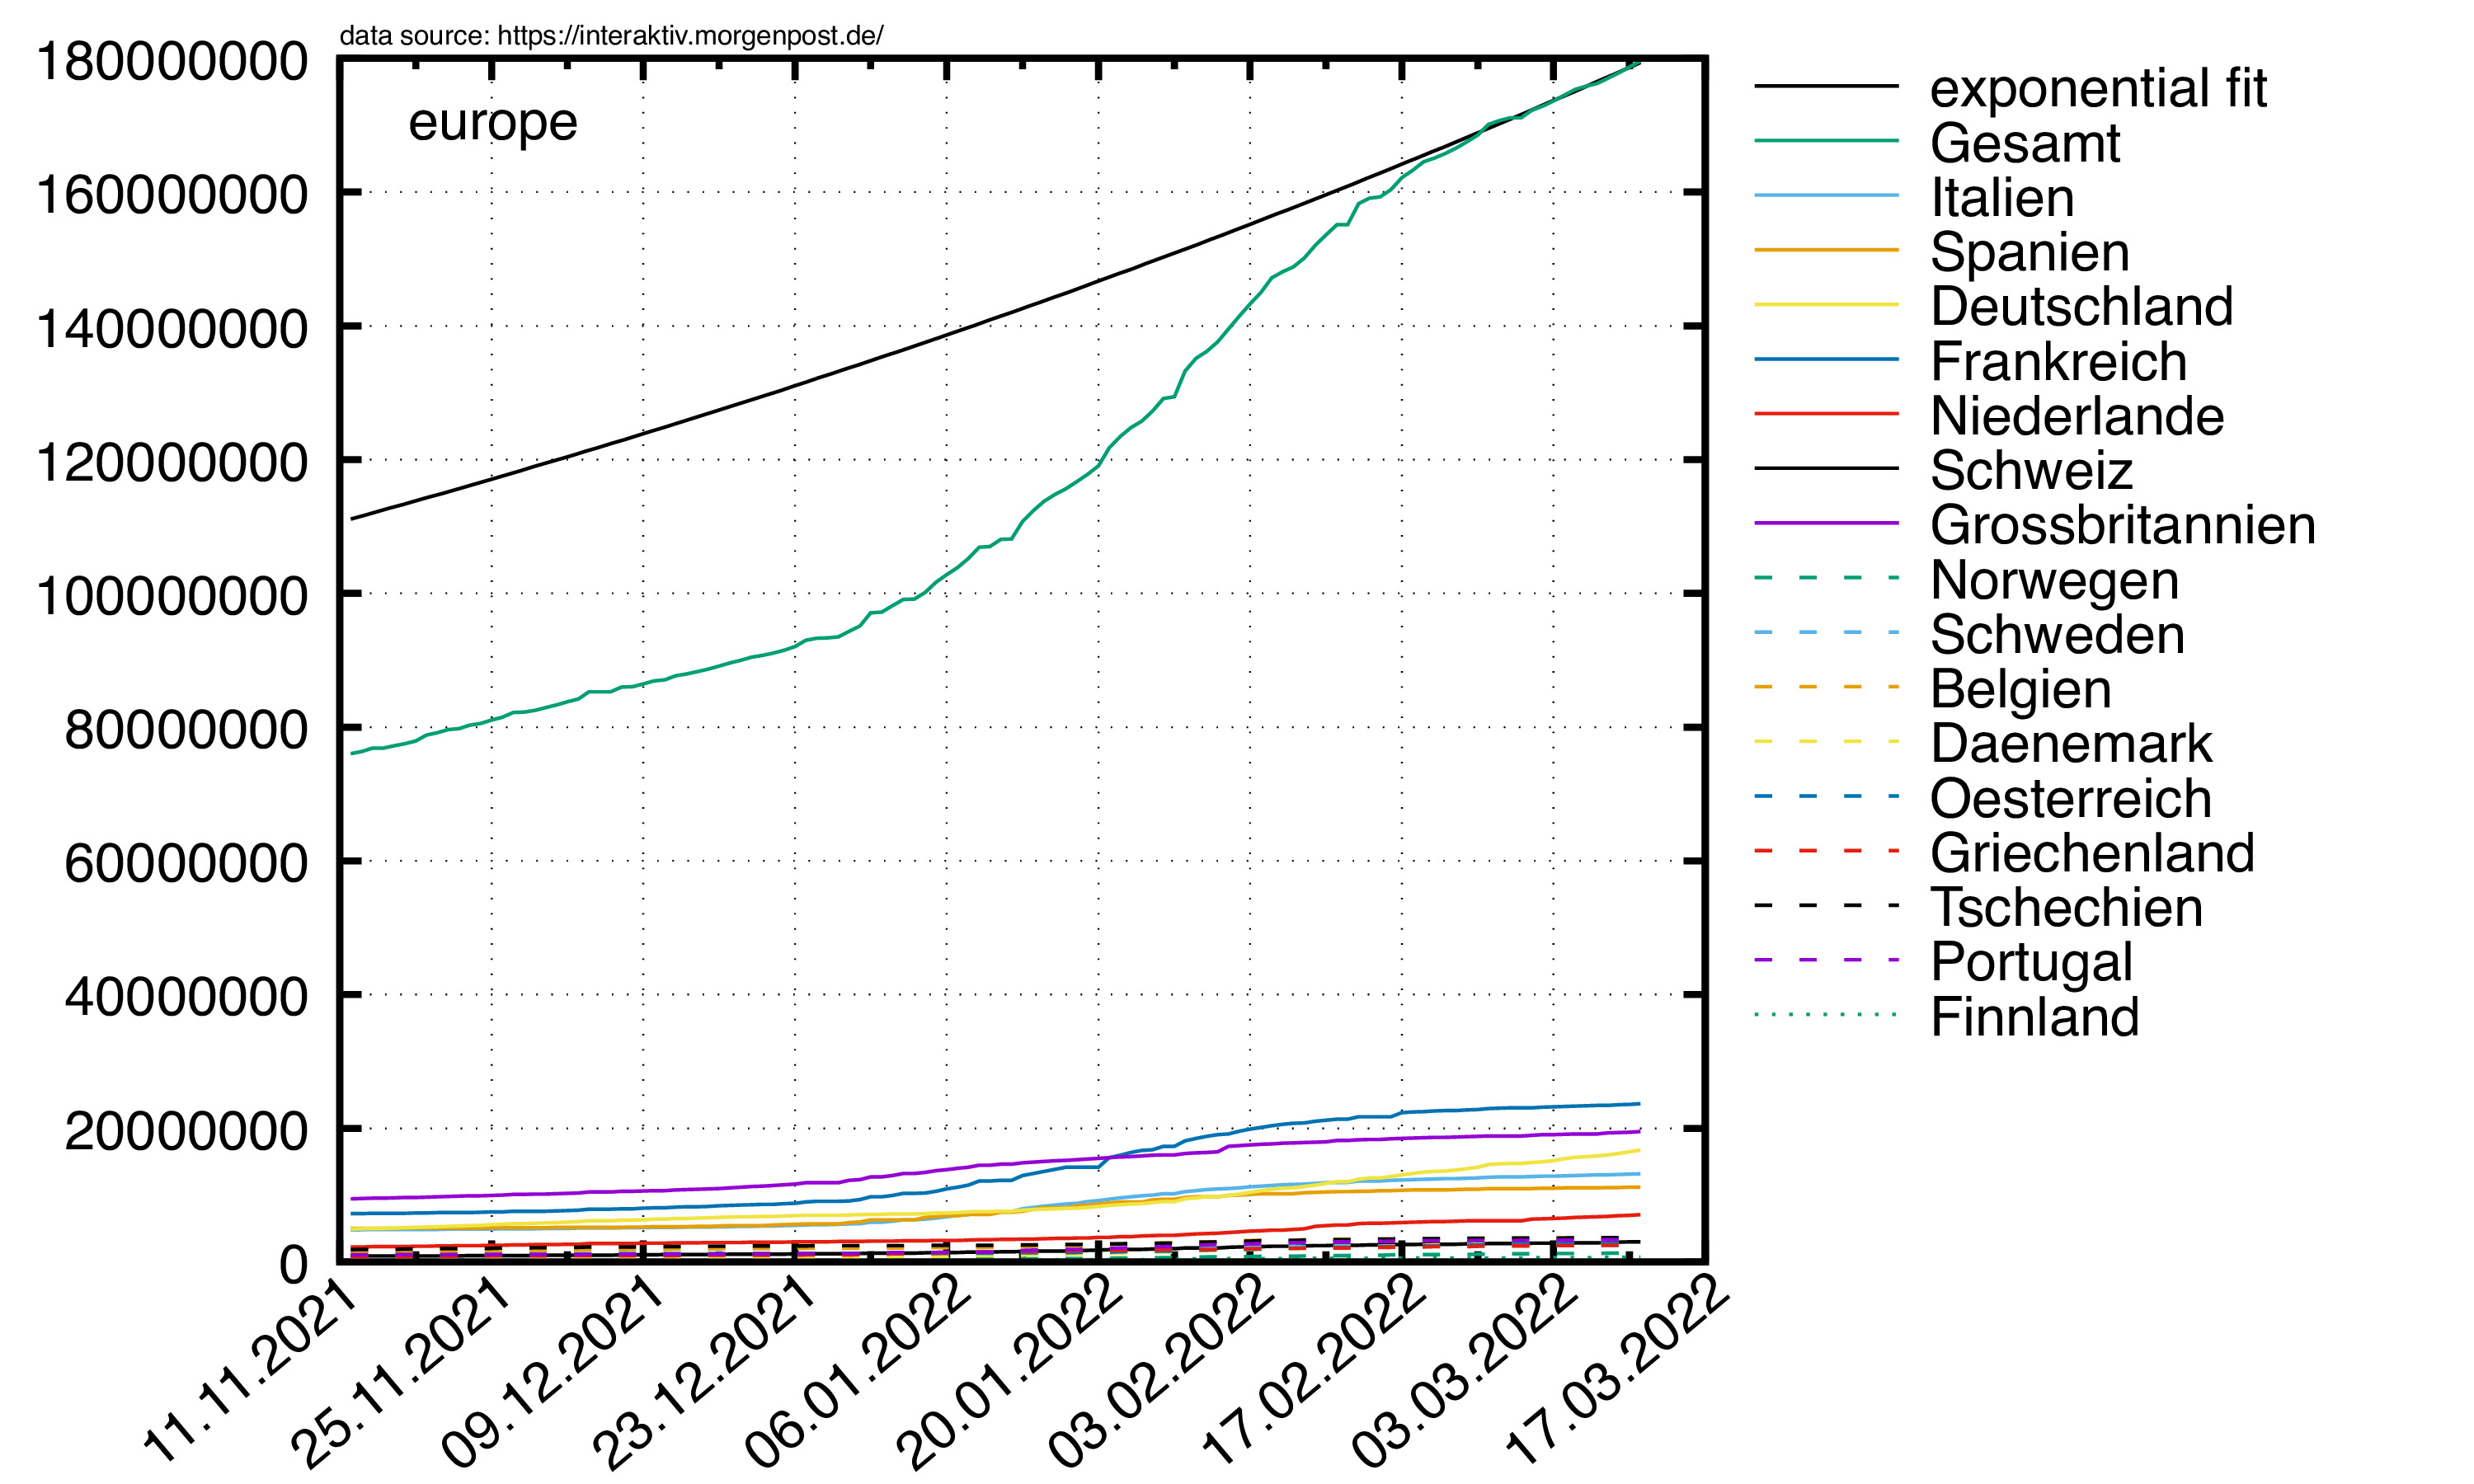 data source: https://interaktiv.morgenpost.de/
180000000
160000000
140000000
120000000
100000000
80000000
60000000
40000000
20000000
0
europe
11.11.2021
25.11.2021
09.12.2021
23.12.2021
06.01.2022
20.01.2022
03.02.2022
17.02.2022
03.03.2022
17.03.2022
exponential fit
Gesamt
Italien
Spanien
Deutschland
Frankreich
Niederlande
Schweiz
Grossbritannien
Norwegen
Schweden
Belgien
Daenemark
Oesterreich
Griechenland
Tschechien
Portugal
Finnland